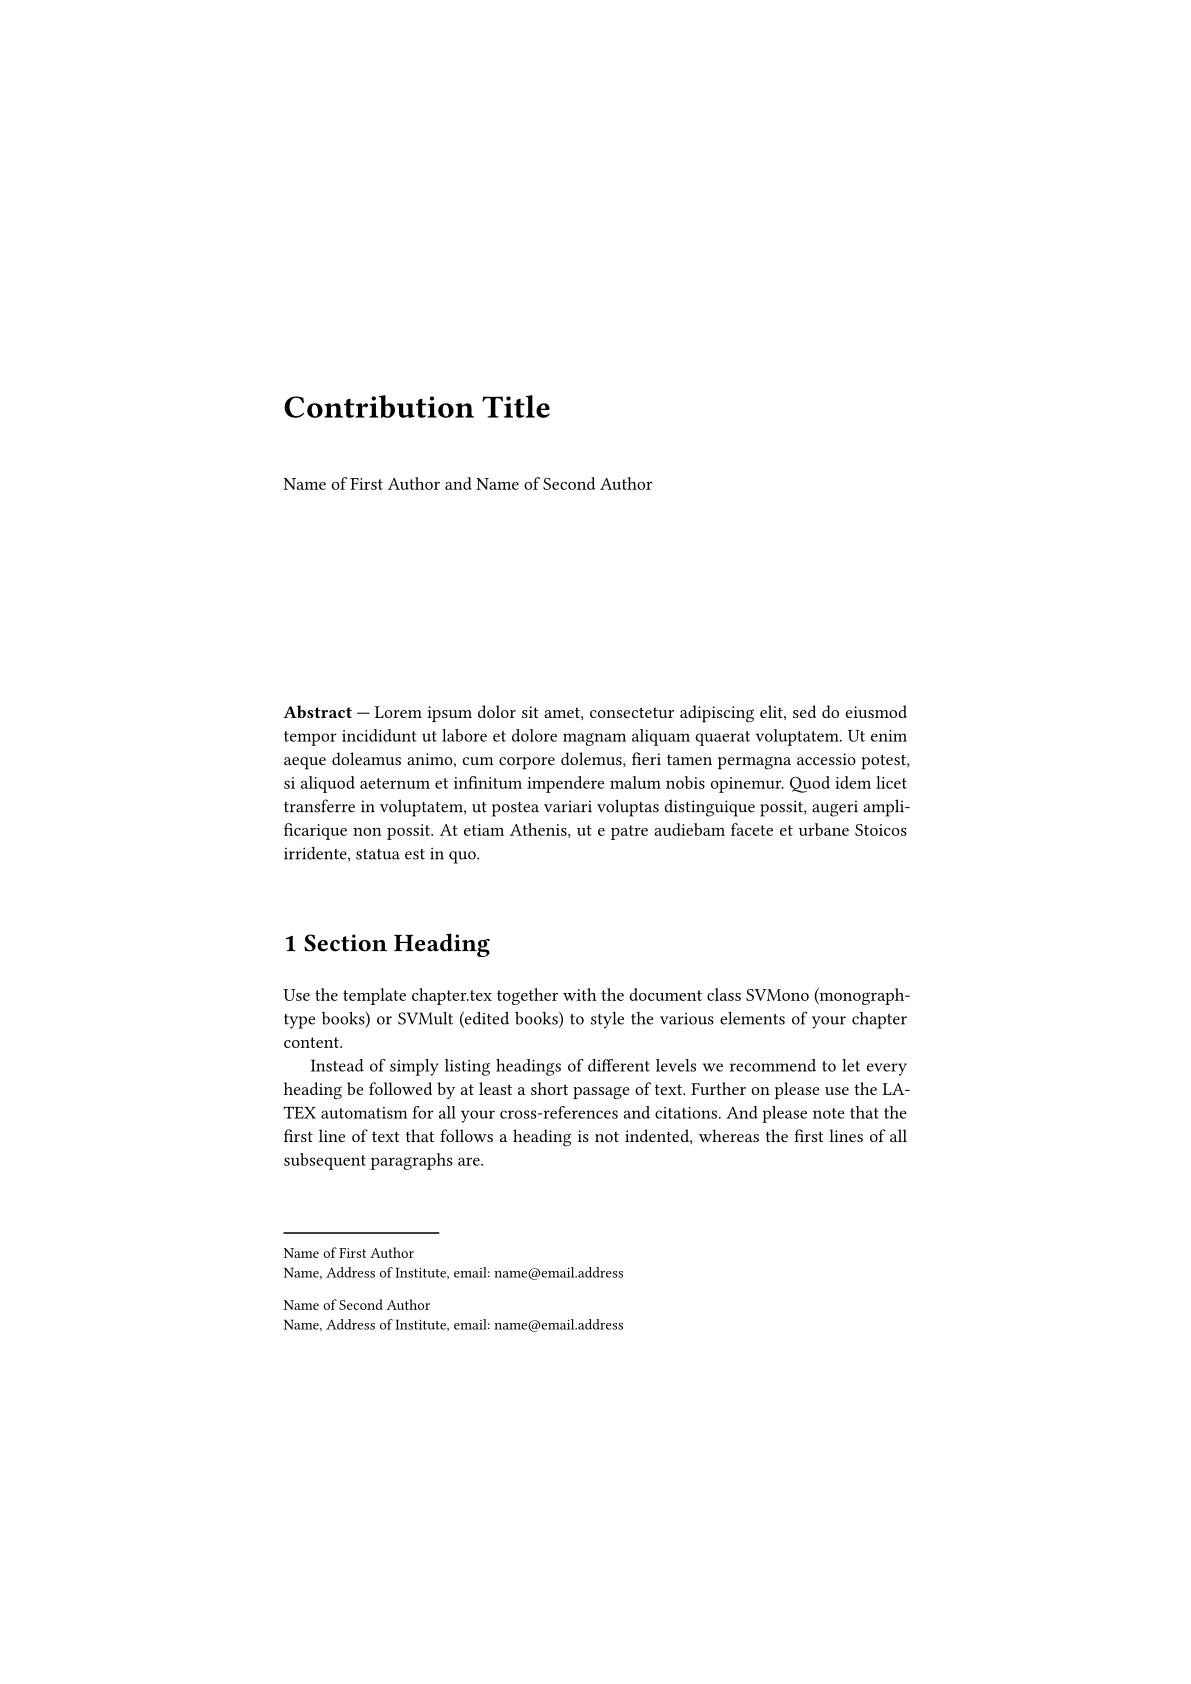 Contribution Title
Name of First Author and Name of Second Author
Abstract — Lorem ipsum dolor sit amet, consectetur adipiscing elit, sed do eiusmod
tempor incididunt ut labore et dolore magnam aliquam quaerat voluptatem. Ut enim
aeque doleamus animo, cum corpore dolemus, fieri tamen permagna accessio potest,
si aliquod aeternum et infinitum impendere malum nobis opinemur. Quod idem licet
transferre in voluptatem, ut postea variari voluptas distinguique possit, augeri ampli-
ficarique non possit. At etiam Athenis, ut e patre audiebam facete et urbane Stoicos
irridente, statua est in quo.
1 Section Heading
Use the template chapter.tex together with the document class SVMono (monograph-
type books) or SVMult (edited books) to style the various elements of your chapter
content.
Instead of simply listing headings of different levels we recommend to let every
heading be followed by at least a short passage of text. Further on please use the LA-
TEX automatism for all your cross-references and citations. And please note that the
first line of text that follows a heading is not indented, whereas the first lines of all
subsequent paragraphs are.
Name of First Author
Name, Address of Institute, email: name@email.address
Name of Second Author
Name, Address of Institute, email: name@email.address